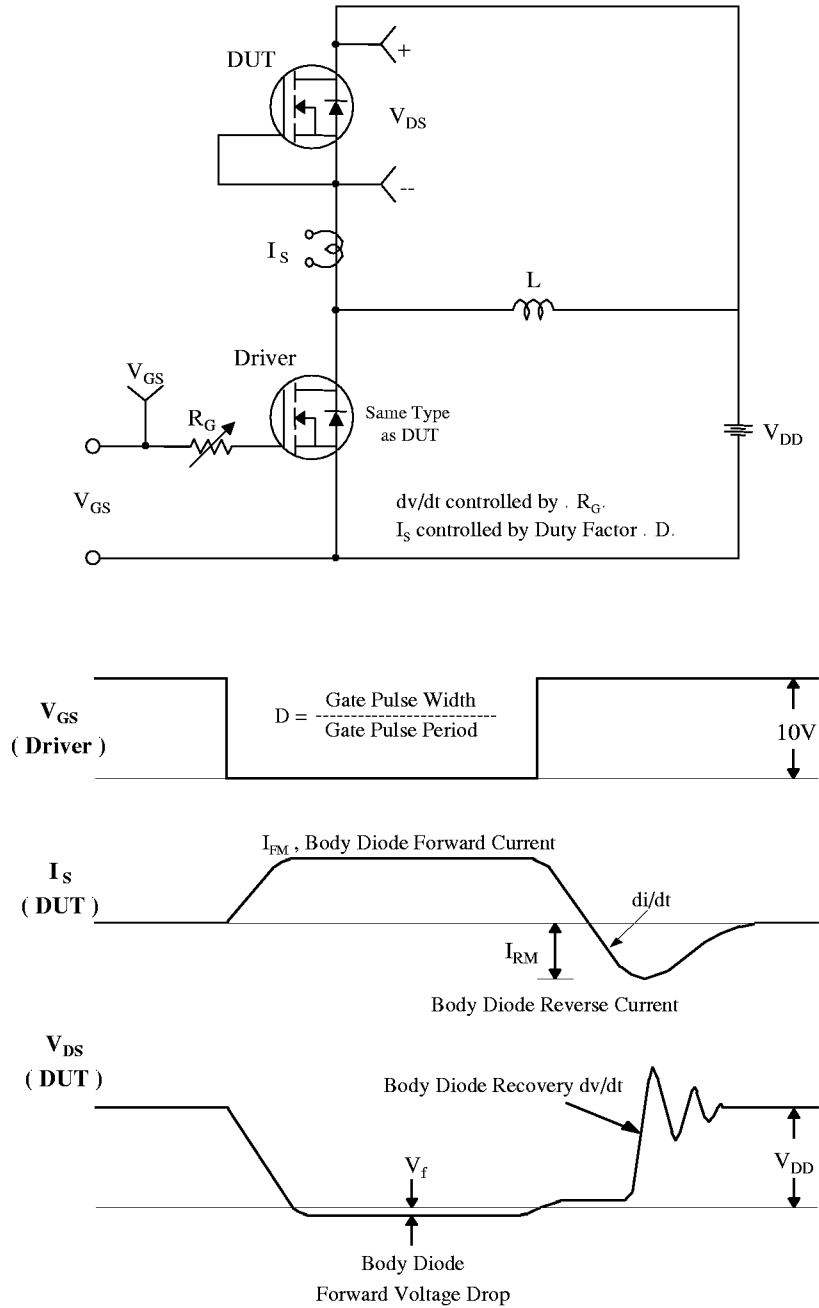 DUT
+
V_DS
--
I_S
L
Driver
V_GS
R_G
Same Type
as DUT
V_DD
V_GS
dv/dt controlled by . R_G.
I_S controlled by Duty Factor . D.
V_GS
( Driver )
D = Gate Pulse Width
--------------------------
Gate Pulse Period
10V
I_FM , Body Diode Forward Current
I_S
( DUT )
di/dt
I_RM
Body Diode Reverse Current
V_DS
( DUT )
Body Diode Recovery dv/dt
V_f
V_DD
Body Diode
Forward Voltage Drop